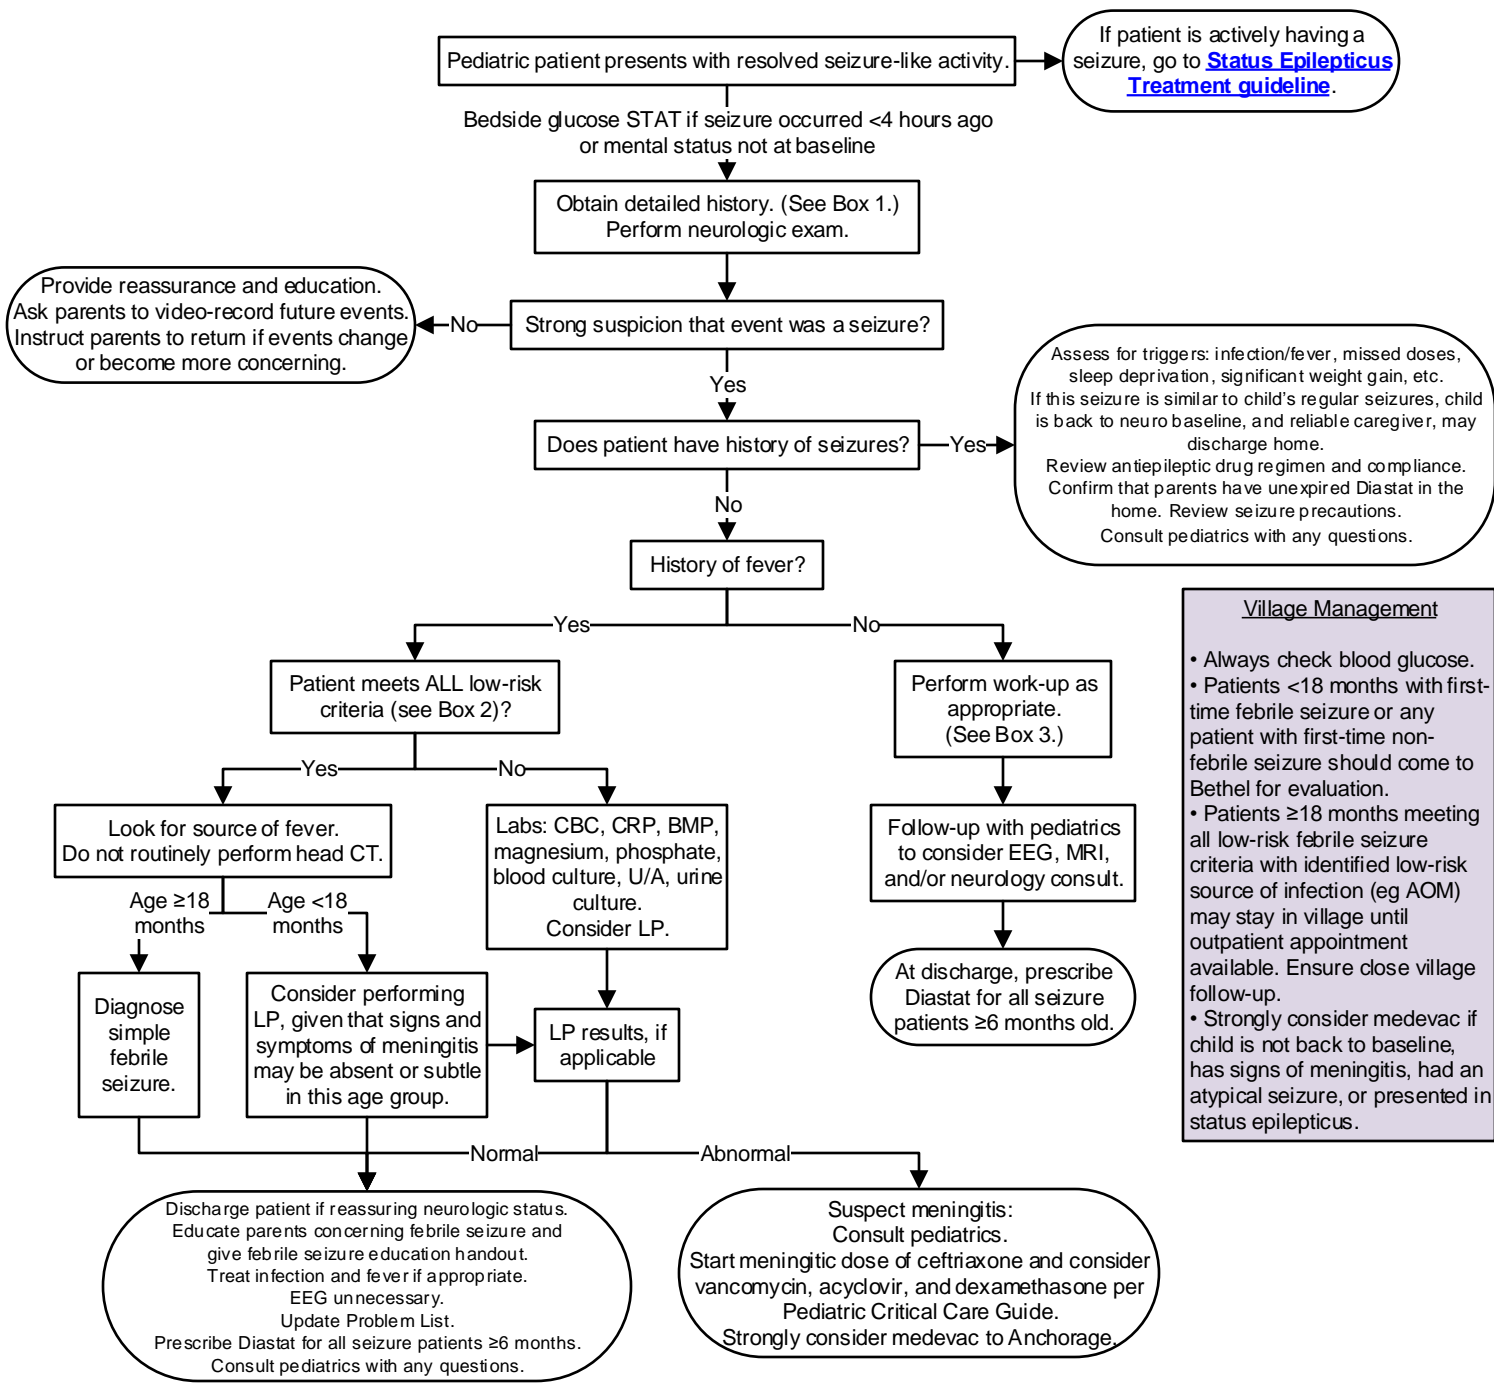 Pediatric patient presents with resolved seizure-like activity.
If patient is actively having a
seizure, go to Status Epilepticus
Treatment guideline.
Bedside glucose STAT if seizure occurred <4 hours ago
or mental status not at baseline
Obtain detailed history. (See Box 1.)
Perform neurologic exam.
Strong suspicion that event was a seizure?
No
Provide reassurance and education.
Ask parents to video-record future events.
Instruct parents to return if events change
or become more concerning.
Yes
Does patient have history of seizures?
Yes
Assess for triggers: infection/fever, missed doses,
sleep deprivation, significant weight gain, etc.
If this seizure is similar to child's regular seizures, child
is back to neuro baseline, and reliable caregiver, may
discharge home.
Review antiepileptic drug regimen and compliance.
Confirm that parents have unexpired Diastat in the
home. Review seizure precautions.
Consult pediatrics with any questions.
No
History of fever?
Yes
No
Patient meets ALL low-risk
criteria (see Box 2)?
Perform work-up as
appropriate.
(See Box 3.)
Yes
No
Look for source of fever.
Do not routinely perform head CT.
Labs: CBC, CRP, BMP,
magnesium, phosphate,
blood culture, U/A, urine
culture.
Consider LP.
Follow-up with pediatrics
to consider EEG, MRI,
and/or neurology consult.
Age ≥18
months
Age <18
months
Diagnose
simple
febrile
seizure.
Consider performing
LP, given that signs and
symptoms of meningitis
may be absent or subtle
in this age group.
LP results, if
applicable
At discharge, prescribe
Diastat for all seizure
patients ≥6 months old.
Normal
Abnormal
Discharge patient if reassuring neurologic status.
Educate parents concerning febrile seizure and
give febrile seizure education handout.
Treat infection and fever if appropriate.
EEG unnecessary.
Update Problem List.
Prescribe Diastat for all seizure patients ≥6 months.
Consult pediatrics with any questions.
Suspect meningitis:
Consult pediatrics.
Start meningitic dose of ceftriaxone and consider
vancomycin, acyclovir, and dexamethasone per
Pediatric Critical Care Guide.
Strongly consider medevac to Anchorage.
Village Management
• Always check blood glucose.
• Patients <18 months with first-
time febrile seizure or any
patient with first-time non-
febrile seizure should come to
Bethel for evaluation.
• Patients ≥18 months meeting
all low-risk febrile seizure
criteria with identified low-risk
source of infection (eg AOM)
may stay in village until
outpatient appointment
available. Ensure close village
follow-up.
• Strongly consider medevac if
child is not back to baseline,
has signs of meningitis, had an
atypical seizure, or presented in
status epilepticus.